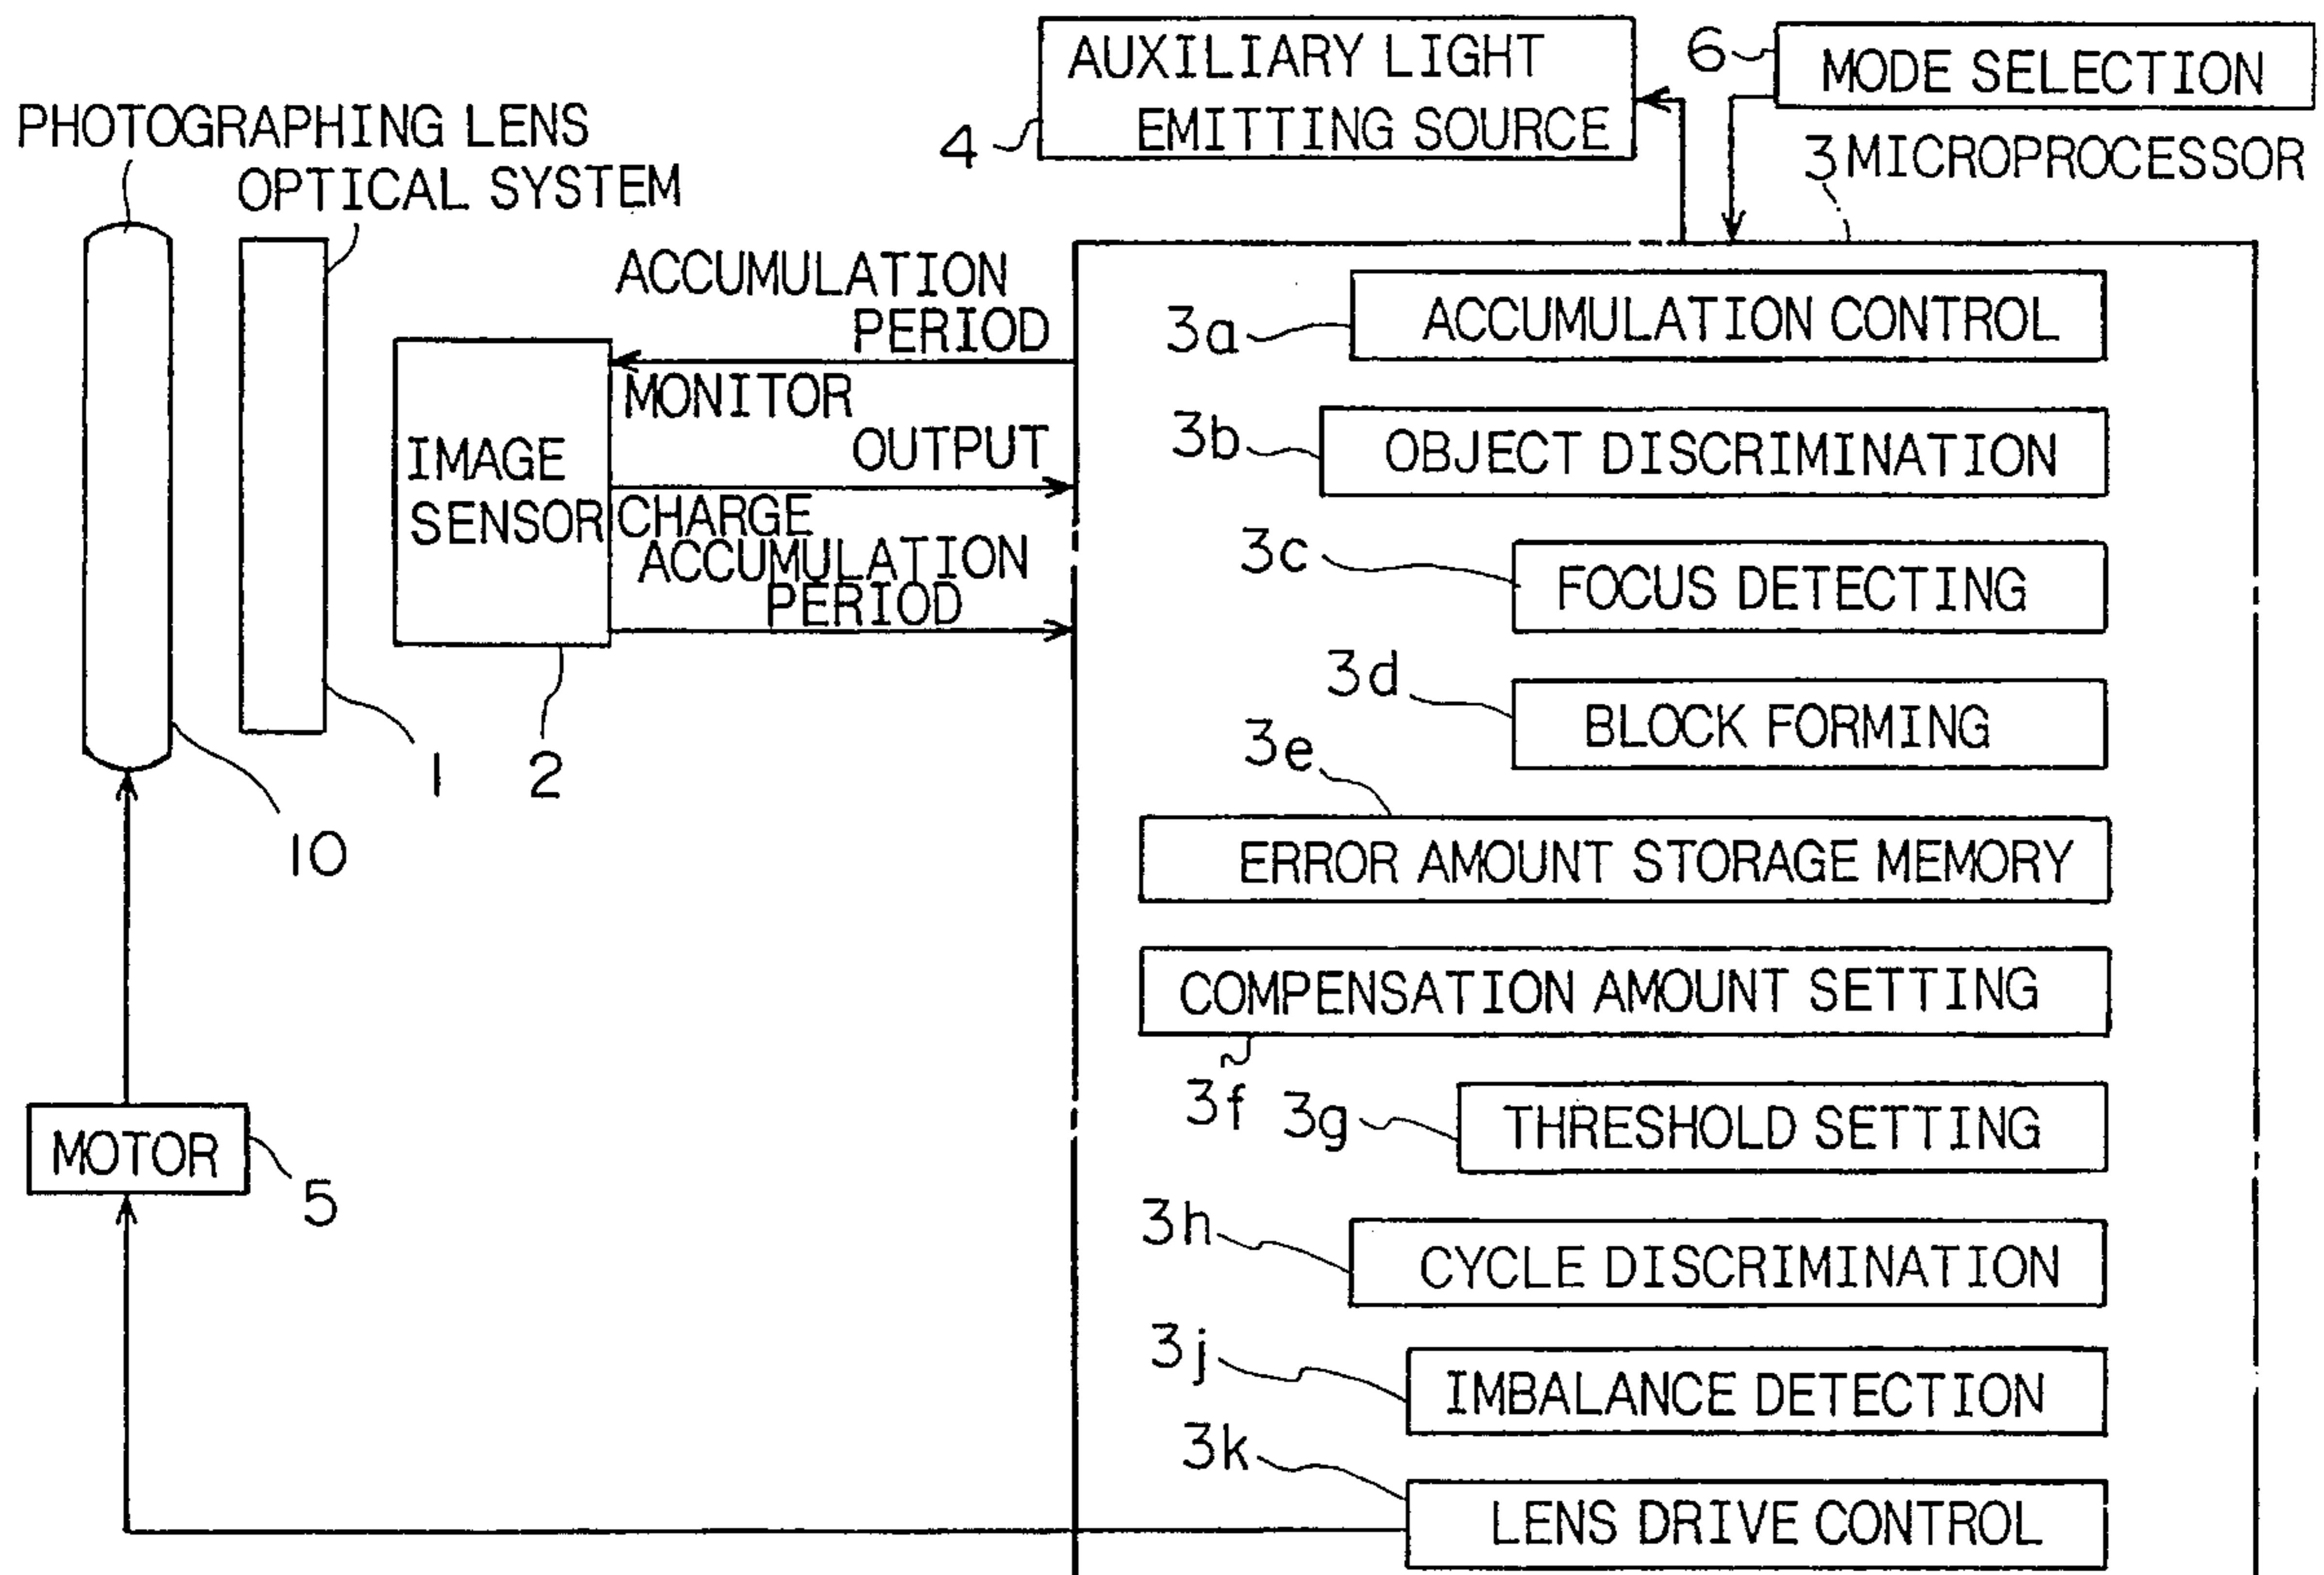 AUXILIARY LIGHT
EMITTING SOURCE
4
6
MODE SELECTION
3 MICROPROCESSOR
PHOTOGRAPHING LENS
OPTICAL SYSTEM
ACCUMULATION
PERIOD
MONITOR
OUTPUT
CHARGE
ACCUMULATION
PERIOD
IMAGE
SENSOR
1
2
10
MOTOR
5
3a
ACCUMULATION CONTROL
3b
OBJECT DISCRIMINATION
3c
FOCUS DETECTING
3d
BLOCK FORMING
3e
ERROR AMOUNT STORAGE MEMORY
COMPENSATION AMOUNT SETTING
3f
3g
THRESHOLD SETTING
3h
CYCLE DISCRIMINATION
3j
IMBALANCE DETECTION
3k
LENS DRIVE CONTROL